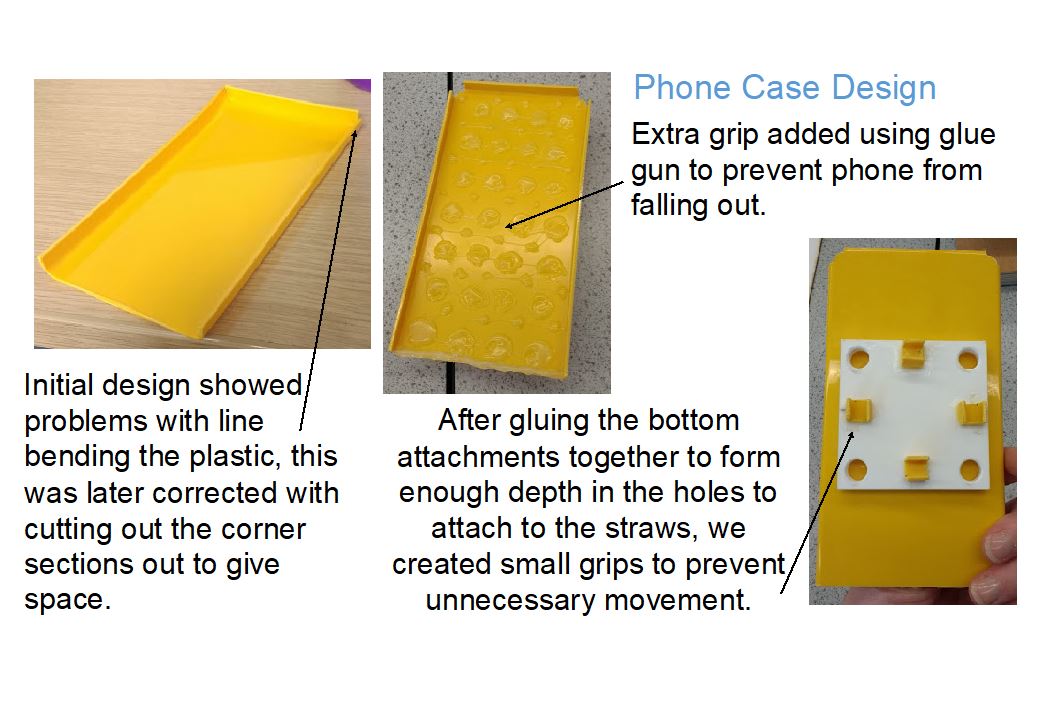 Phone Case Design
Extra grip added using glue
gun to prevent phone from
falling out.
Initial design showed
problems with line
bending the plastic, this
was later corrected with
cutting out the corner
sections out to give
space.
After gluing the bottom
attachments together to form
enough depth in the holes to
attach to the straws, we
created small grips to prevent
unnecessary movement.